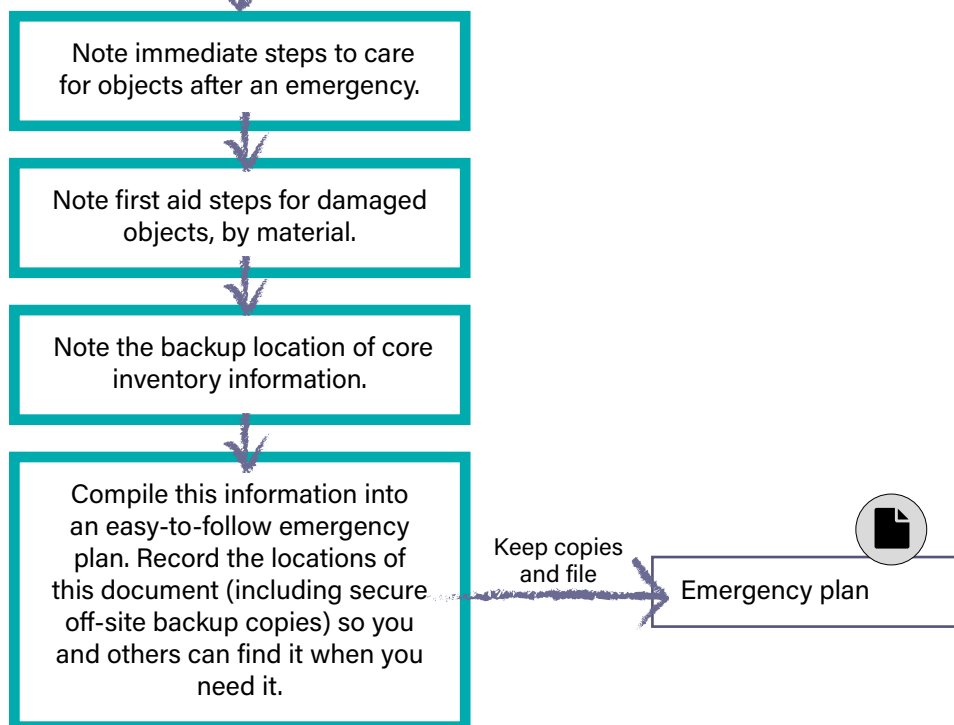 Note immediate steps to care
for objects after an emergency.
Note first aid steps for damaged
objects, by material.
Note the backup location of core
inventory information.
Compile this information into
an easy-to-follow emergency
plan. Record the locations of
this document (including secure
off-site backup copies) so you
and others can find it when you
need it.
Keep copies
and file
Emergency plan